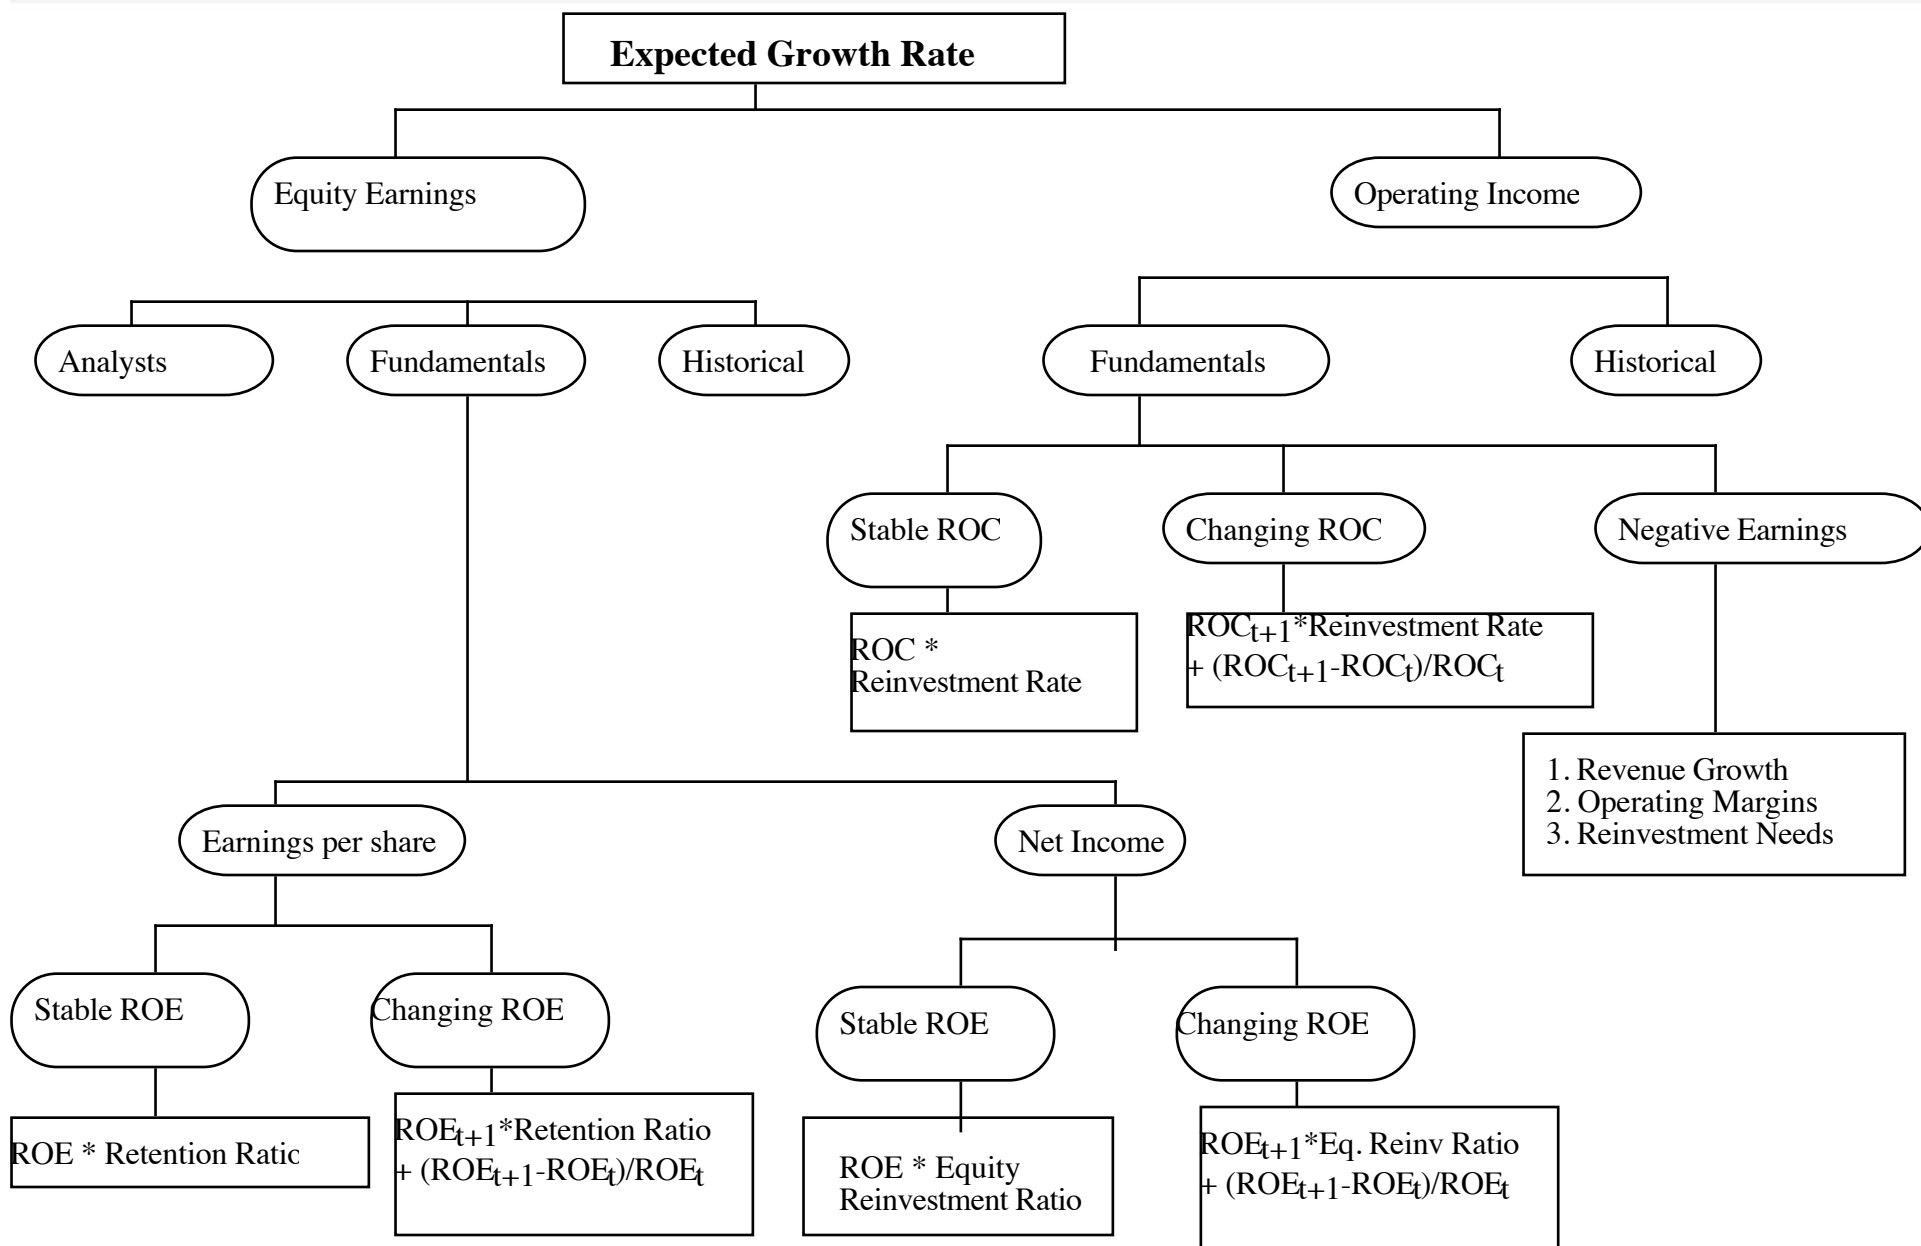 Expected Growth Rate
Equity Earnings
Operating Income
Analysts
Fundamentals
Historical
Fundamentals
Historical
Stable ROC
Changing ROC
Negative Earnings
ROC *
Reinvestment Rate
ROCt+1*Reinvestment Rate
+ (ROCt+1-ROCt)/ROCt
1. Revenue Growth
2. Operating Margins
3. Reinvestment Needs
Earnings per share
Net Income
Stable ROE
Changing ROE
Stable ROE
Changing ROE
ROE * Retention Ratio
ROEt+1*Retention Ratio
+ (ROEt+1-ROEt)/ROEt
ROE * Equity
Reinvestment Ratio
ROEt+1*Eq. Reinv Ratio
+ (ROEt+1-ROEt)/ROEt